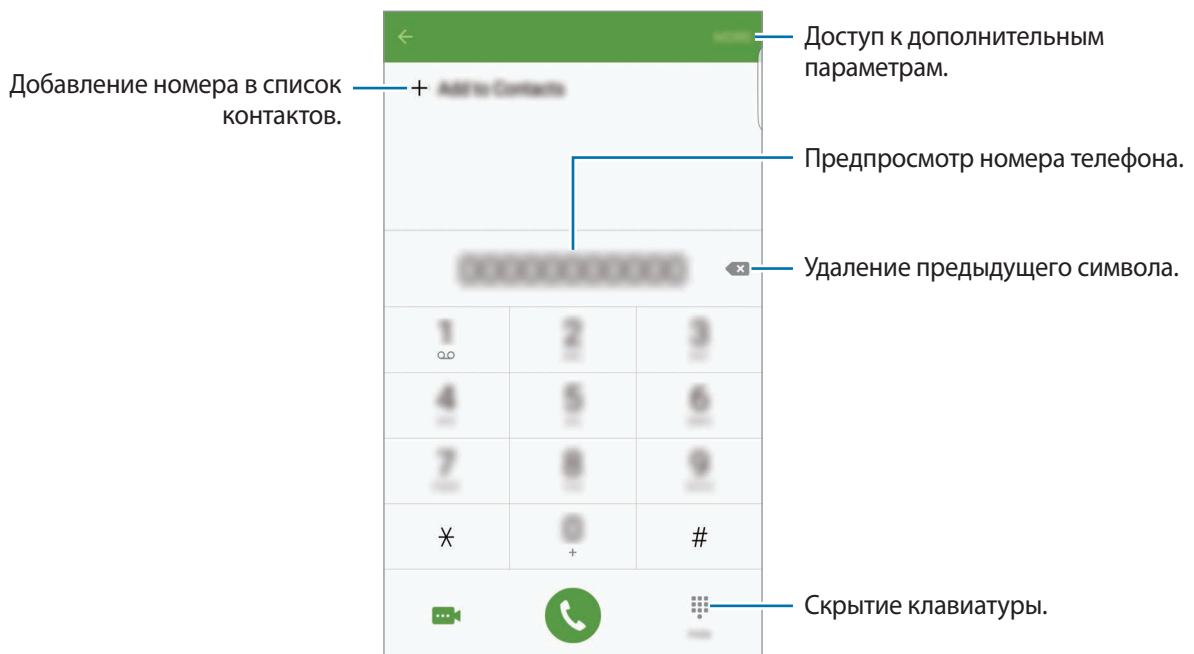 Доступ к дополнительным
параметрам.
Добавление номера в список
контактов.
+ Add to Contacts
Предпросмотр номера телефона.
Удаление предыдущего символа.
1 2 3
4 5 6
7 8 9
* 0 #
+
Скрытие клавиатуры.